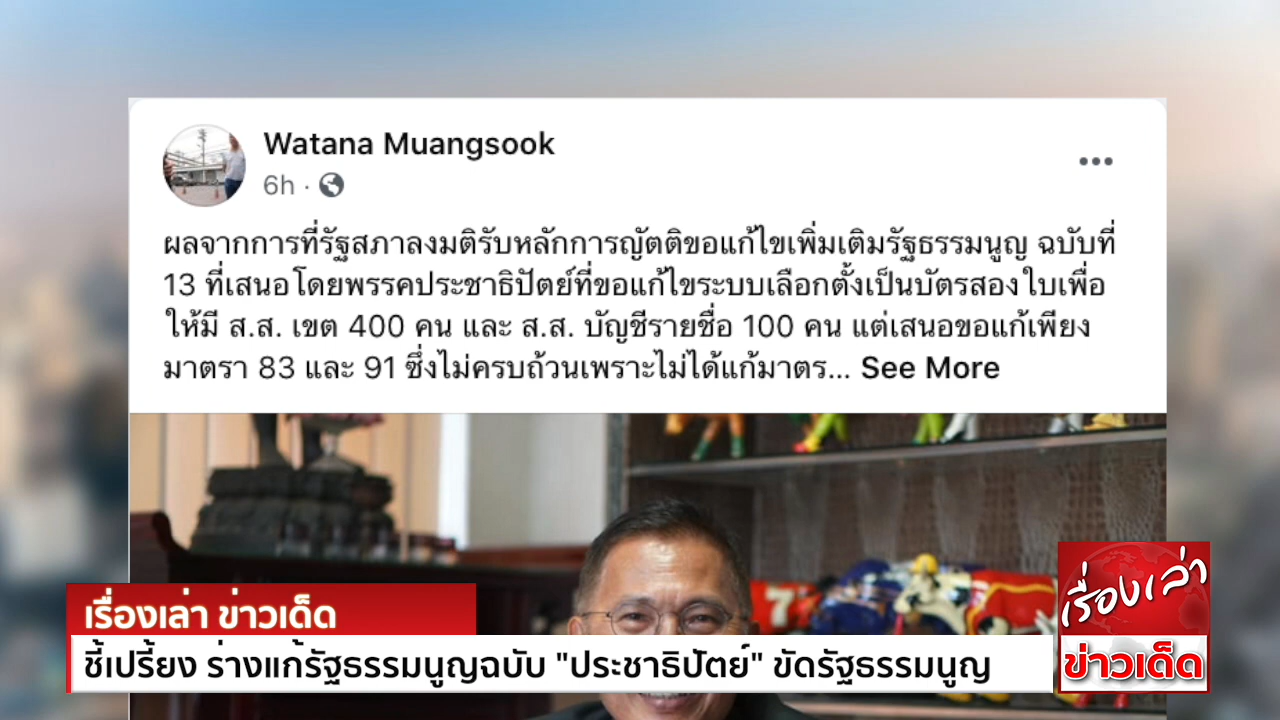 Watana Muangsook
6h ·
ผลจากการที่รัฐสภาลงมติรับหลักการญัตติขอแก้ไขเพิ่มเติมรัฐธรรมนูญ ฉบับที่
13 ที่เสนอโดยพรรคประชาธิปัตย์ที่ขอแก้ไขระบบเลือกตั้งเป็นบัตรสองใบเพื่อ
ให้มี ส.ส. เขต 400 คน และ ส.ส. บัญชีรายชื่อ 100 คน แต่เสนอขอแก้เพียง
มาตรา 83 และ 91 ซึ่งไม่ครบถ้วนเพราะไม่ได้แก้มาตร... See More
7
เรื่องเล่า ข่าวเด็ด
ชี้เปรี้ยง ร่างแก้รัฐธรรมนูญฉบับ "ประชาธิปัตย์" ขัดรัฐธรรมนูญ
เรื่องเล่า
ข่าวเด็ด